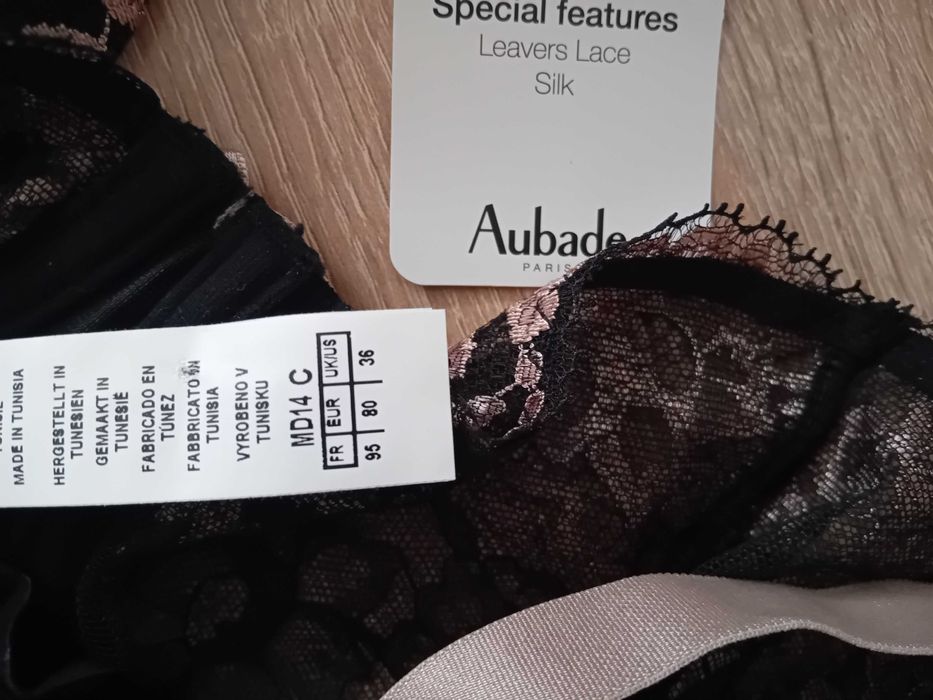 Special features
Leavers Lace
Silk
Aubade
PARIS
MADE IN TUNISIA
HERGESTELLT IN
TUNESIEN
GEMAAKT IN
TUNESIË
FABRICADO EN
TÚNEZ
FABBRICATO IN
TUNISIA
VYROBENO V
TUNISKU
MD14 C
FR EUR UK/US
95 80 36